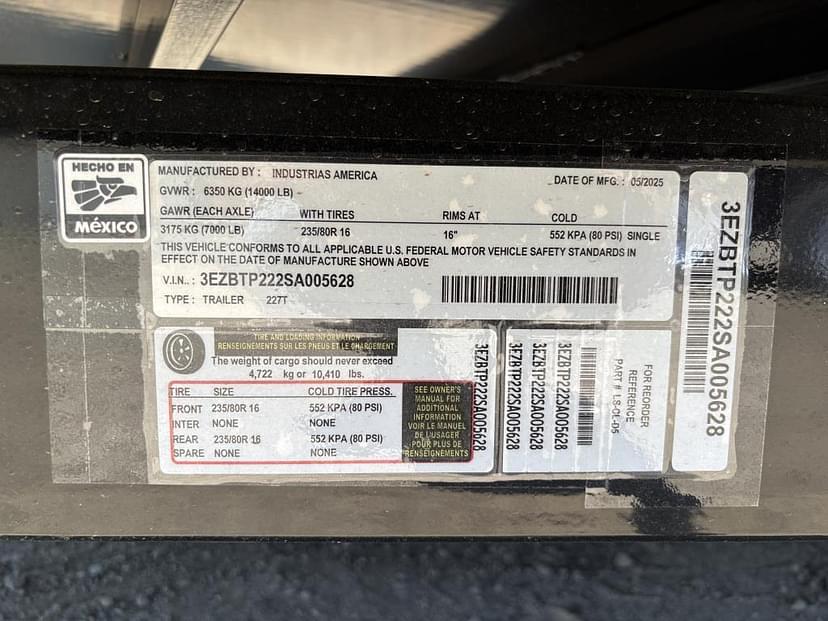 HECHO EN
MÉXICO
MANUFACTURED BY : INDUSTRIAS AMERICA
DATE OF MFG. : 05/2025
GVWR : 6350 KG (14000 LB)
GAWR (EACH AXLE) WITH TIRES RIMS AT COLD
3175 KG (7000 LB) 235/80R 16 16" 552 KPA (80 PSI) SINGLE
THIS VEHICLE CONFORMS TO ALL APPLICABLE U.S. FEDERAL MOTOR VEHICLE SAFETY STANDARDS IN
EFFECT ON THE DATE OF MANUFACTURE SHOWN ABOVE
V.I.N.. : 3EZBTP222SA005628
TYPE : TRAILER 227T
TIRE AND LOADING INFORMATION
RENSEIGNEMENTS SUR LES PNEUS ET LE CHARGEMENT
The weight of cargo should never exceed
4,722 kg or 10,410 lbs.
TIRE SIZE COLD TIRE PRESS.
FRONT 235/80R 16 552 KPA (80 PSI)
INTER NONE NONE
REAR 235/80R 16 552 KPA (80 PSI)
SPARE NONE NONE
SEE OWNER'S
MANUAL FOR
ADDITIONAL
INFORMATION
VOIR LE MANUEL
DE L'USAGER
POUR PLUS DE
RENSEIGNEMENTS
3EZBTP222SA005628
3EZBTP222SA005628
3EZBTP222SA005628
3EZBTP222SA005628
FOR REORDER
REFERENCE
PART # LS-OL-D5
3EZBTP222SA005628